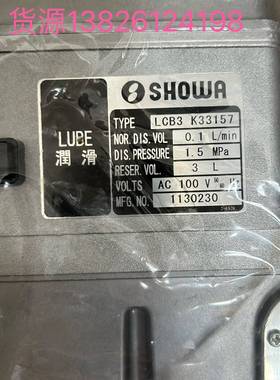 货源13826124198
SHOWA
LUBE
潤滑
TYPE LCB3 K33157
NOR. DIS. VOL 0.1 L/min
DIS. PRESSURE 1.5 MPa
RESER. VOL. 3 L
VOLTS AC 100 V
MFG. NO. 1130230